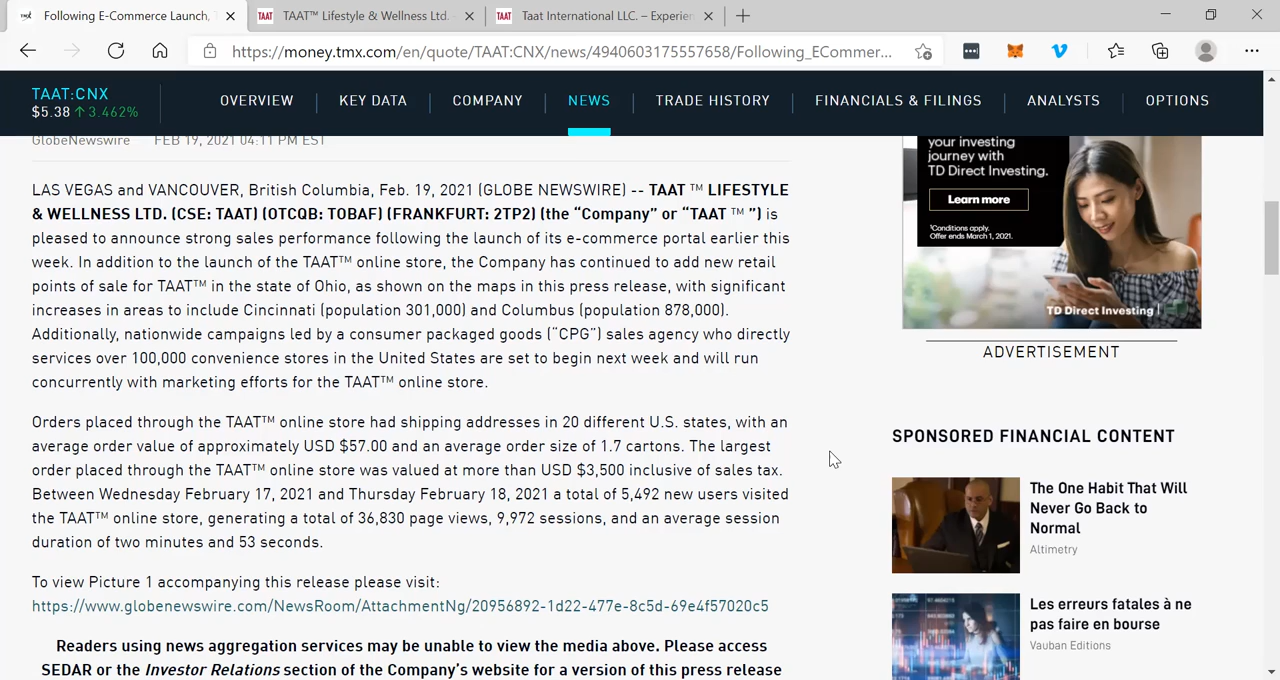 Following E-Commerce Launch, T
TAAT™ Lifestyle & Wellness Ltd.
Taat International LLC. – Experien
https://money.tmx.com/en/quote/TAAT:CNX/news/4940603175557658/Following_ECommer...
TAAT:CNX
$5.38 ↑ 3.462%
OVERVIEW
KEY DATA
COMPANY
NEWS
TRADE HISTORY
FINANCIALS & FILINGS
ANALYSTS
OPTIONS
GlobeNewswire FEB 19, 2021 04:11 PM EST
LAS VEGAS and VANCOUVER, British Columbia, Feb. 19, 2021 (GLOBE NEWSWIRE) -- TAAT ™ LIFESTYLE
& WELLNESS LTD. (CSE: TAAT) (OTCQB: TOBAF) (FRANKFURT: 2TP2) (the “Company” or “TAAT ™ ”) is
pleased to announce strong sales performance following the launch of its e-commerce portal earlier this
week. In addition to the launch of the TAAT™ online store, the Company has continued to add new retail
points of sale for TAAT™ in the state of Ohio, as shown on the maps in this press release, with significant
increases in areas to include Cincinnati (population 301,000) and Columbus (population 878,000).
Additionally, nationwide campaigns led by a consumer packaged goods (“CPG”) sales agency who directly
services over 100,000 convenience stores in the United States are set to begin next week and will run
concurrently with marketing efforts for the TAAT™ online store.
Orders placed through the TAAT™ online store had shipping addresses in 20 different U.S. states, with an
average order value of approximately USD $57.00 and an average order size of 1.7 cartons. The largest
order placed through the TAAT™ online store was valued at more than USD $3,500 inclusive of sales tax.
Between Wednesday February 17, 2021 and Thursday February 18, 2021 a total of 5,492 new users visited
the TAAT™ online store, generating a total of 36,830 page views, 9,972 sessions, and an average session
duration of two minutes and 53 seconds.
To view Picture 1 accompanying this release please visit:
https://www.globenewswire.com/NewsRoom/AttachmentNg/20956892-1d22-477e-8c5d-69e4f57020c5
Readers using news aggregation services may be unable to view the media above. Please access
SEDAR or the Investor Relations section of the Company’s website for a version of this press release
your investing
journey with
TD Direct Investing.
Learn more
¹Conditions apply.
Offer ends March 1, 2021.
TD Direct Investing
ADVERTISEMENT
SPONSORED FINANCIAL CONTENT
The One Habit That Will
Never Go Back to
Normal
Altimetry
Les erreurs fatales à ne
pas faire en bourse
Vauban Editions